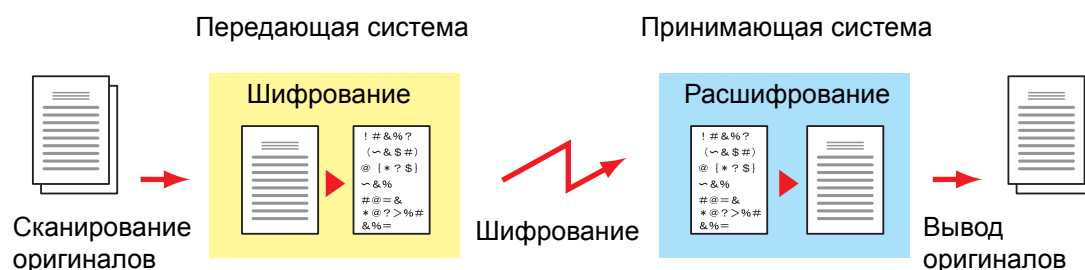 Передающая система
Принимающая система
Шифрование
Расшифрование
!#&%?
(∽&$#)
@{*?$}
∽&%
#@=&
*@?>%#
&%=
!#&%?
(∽&$#)
@{*?$}
∽&%
#@=&
*@?>%#
&%=
Сканирование
оригиналов
Шифрование
Вывод
оригиналов